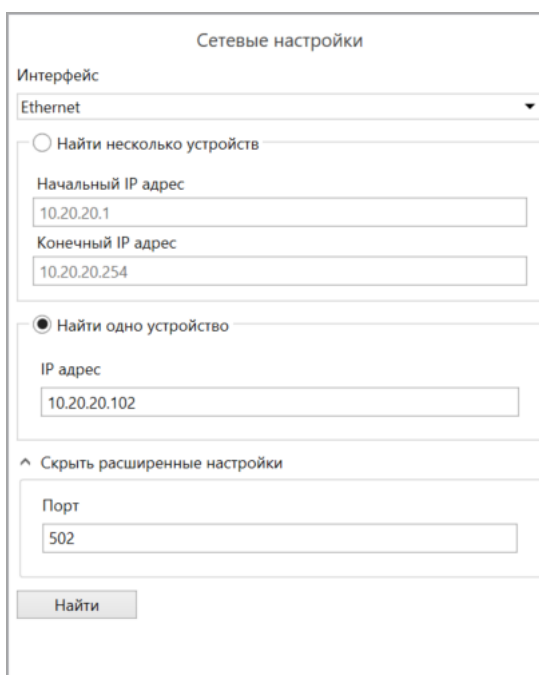 Сетевые настройки
Интерфейс
Ethernet
Найти несколько устройств
Начальный IP адрес
10.20.20.1
Конечный IP адрес
10.20.20.254
Найти одно устройство
IP адрес
10.20.20.102
Скрыть расширенные настройки
Порт
502
Найти